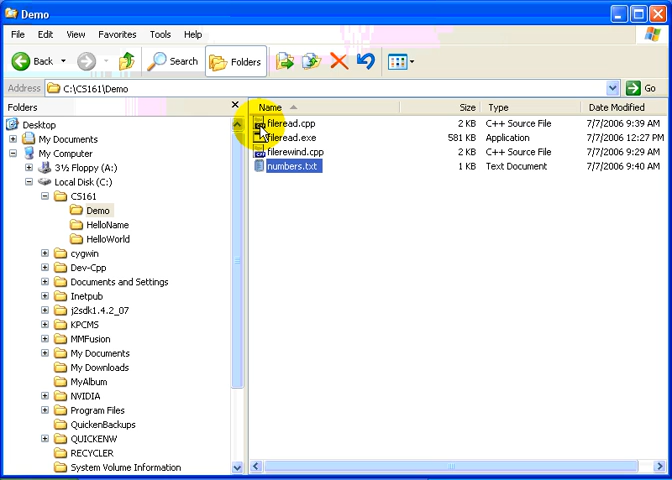 Demo
File Edit View Favorites Tools Help
Back Search Folders
Address C:\CS161\Demo Go
Folders
Name Size Type Date Modified
Desktop
My Documents
My Computer
3½ Floppy (A:)
Local Disk (C:)
CS161
Demo
HelloName
HelloWorld
cygwin
Dev-Cpp
Documents and Settings
Inetpub
j2sdk1.4.2_07
KPCMS
MMFusion
My Documents
My Downloads
MyAlbum
NVIDIA
Program Files
QuickenBackups
QUICKENW
RECYCLER
System Volume Information
fileread.cpp 2 KB C++ Source File 7/7/2006 9:39 AM
fileread.exe 581 KB Application 7/7/2006 12:27 PM
filerewind.cpp 2 KB C++ Source File 7/7/2006 9:29 AM
numbers.txt 1 KB Text Document 7/7/2006 9:40 AM